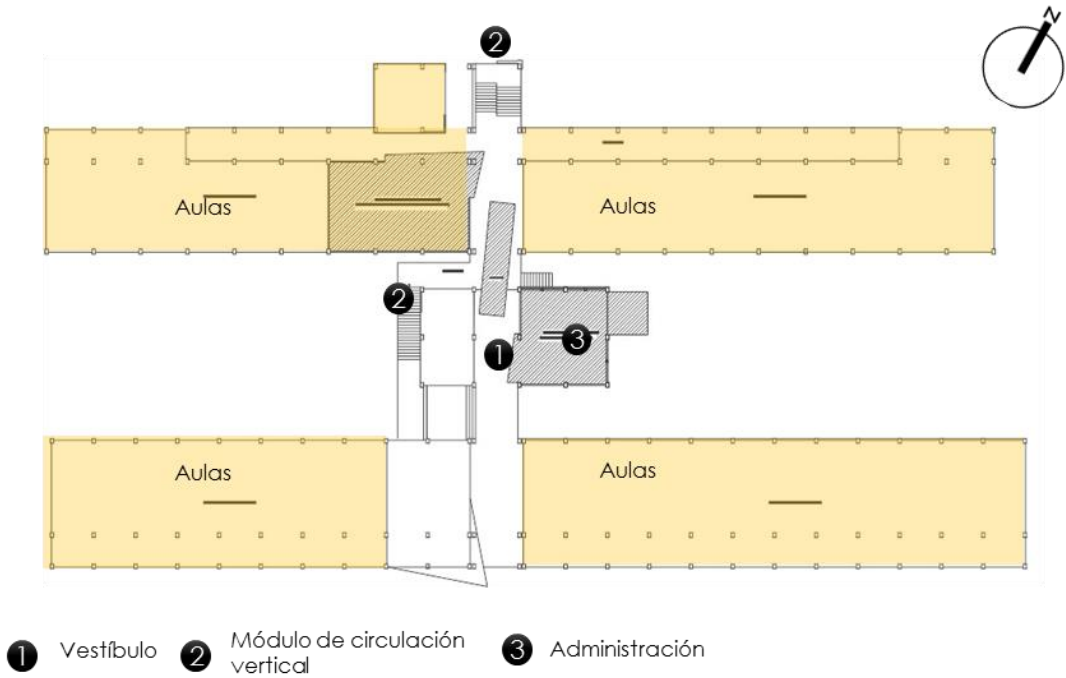 N
2
Aulas
Aulas
2
1
3
Aulas
Aulas
1 Vestíbulo
2 Módulo de circulación
vertical
3 Administración